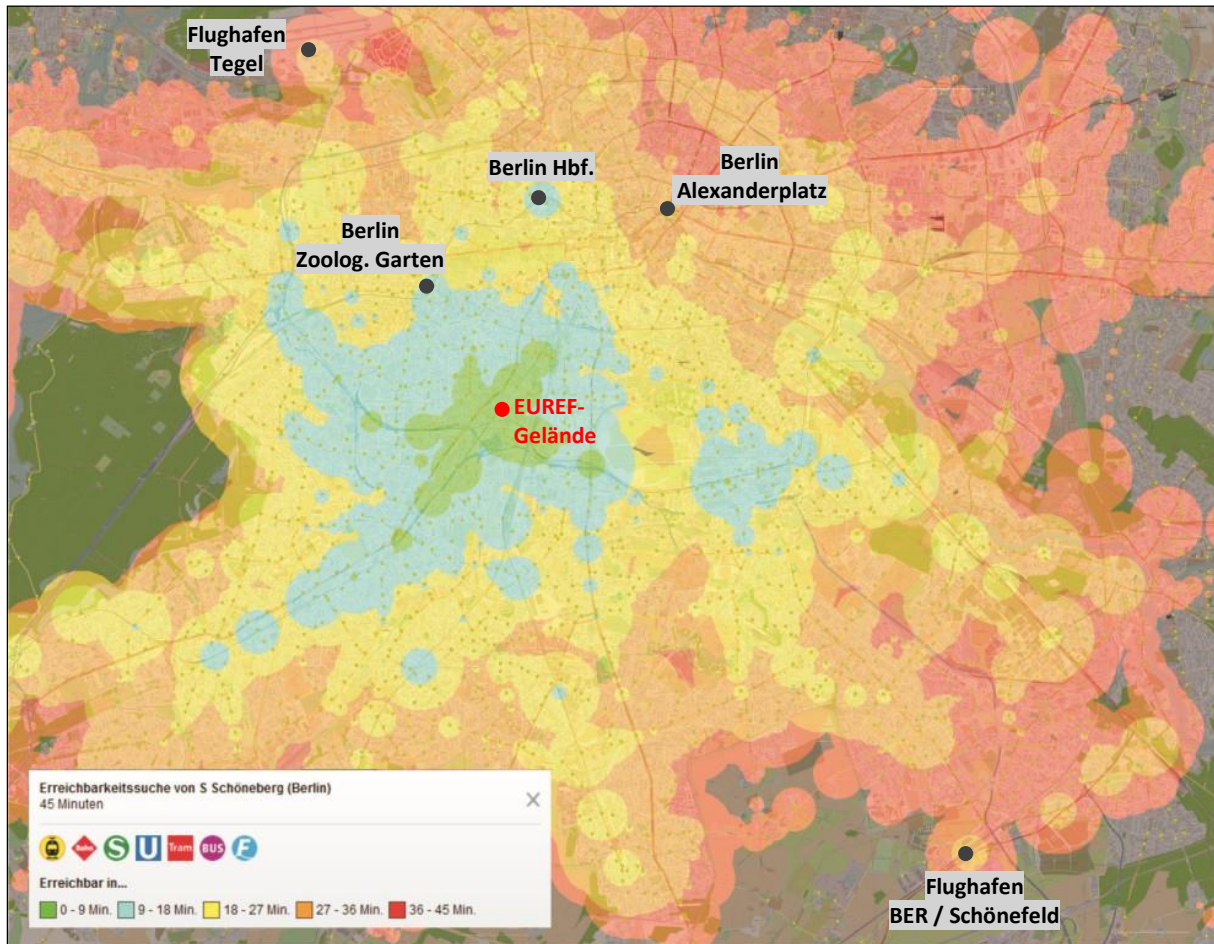 Flughafen
Tegel
Berlin Hbf.
Berlin
Alexanderplatz
Berlin
Zoolog. Garten
EUREF-
Gelände
Erreichbarkeitssuche von S Schöneberg (Berlin)
45 Minuten
Bahn S U Tram BUS F
Erreichbar in...
0 - 9 Min. 9 - 18 Min. 18 - 27 Min. 27 - 36 Min. 36 - 45 Min.
Flughafen
BER / Schönefeld